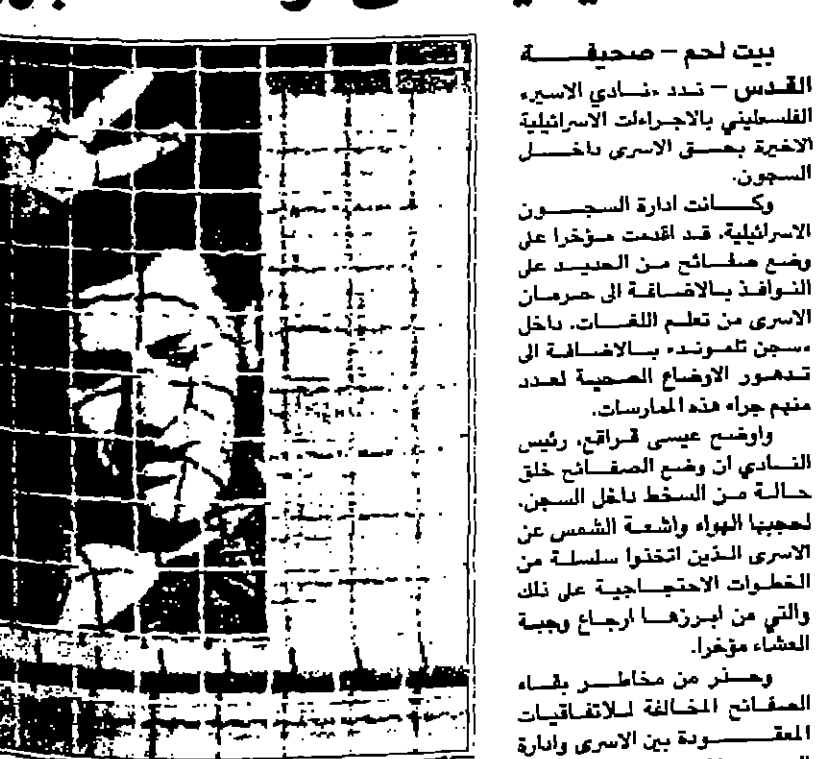 بيت لحم – صحيفة
القدس – ندد «نادي الاسير»
الفلسطيني بالاجراءات الاسرائيلية
الاخيرة بحق الاسرى داخل
السجون.
وكانت ادارة السجون
الاسرائيلية، قد اقدمت مؤخرا على
وضع صفائح من الحديد على
النوافذ بالاضافة الى حرمان
الاسرى من تعلم اللغات، داخل
«سجن تلموند» بالاضافة الى
تدهور الاوضاع الصحية لعدد
منهم جراء هذه الممارسات.
واوضح عيسى قراقع، رئيس
النادي ان وضع الصفائح خلق
حالة من السخط داخل السجن،
لحجبها الهواء واشعة الشمس عن
الاسرى الذين اتخذوا سلسلة من
الخطوات الاحتجاجية على ذلك
والتي من ابرزها ارجاع وجبة
العشاء مؤخرا.
وحذر من مخاطر بقاء
الصفائح المخالفة للاتفاقيات
المعقودة بين الاسرى وادارة